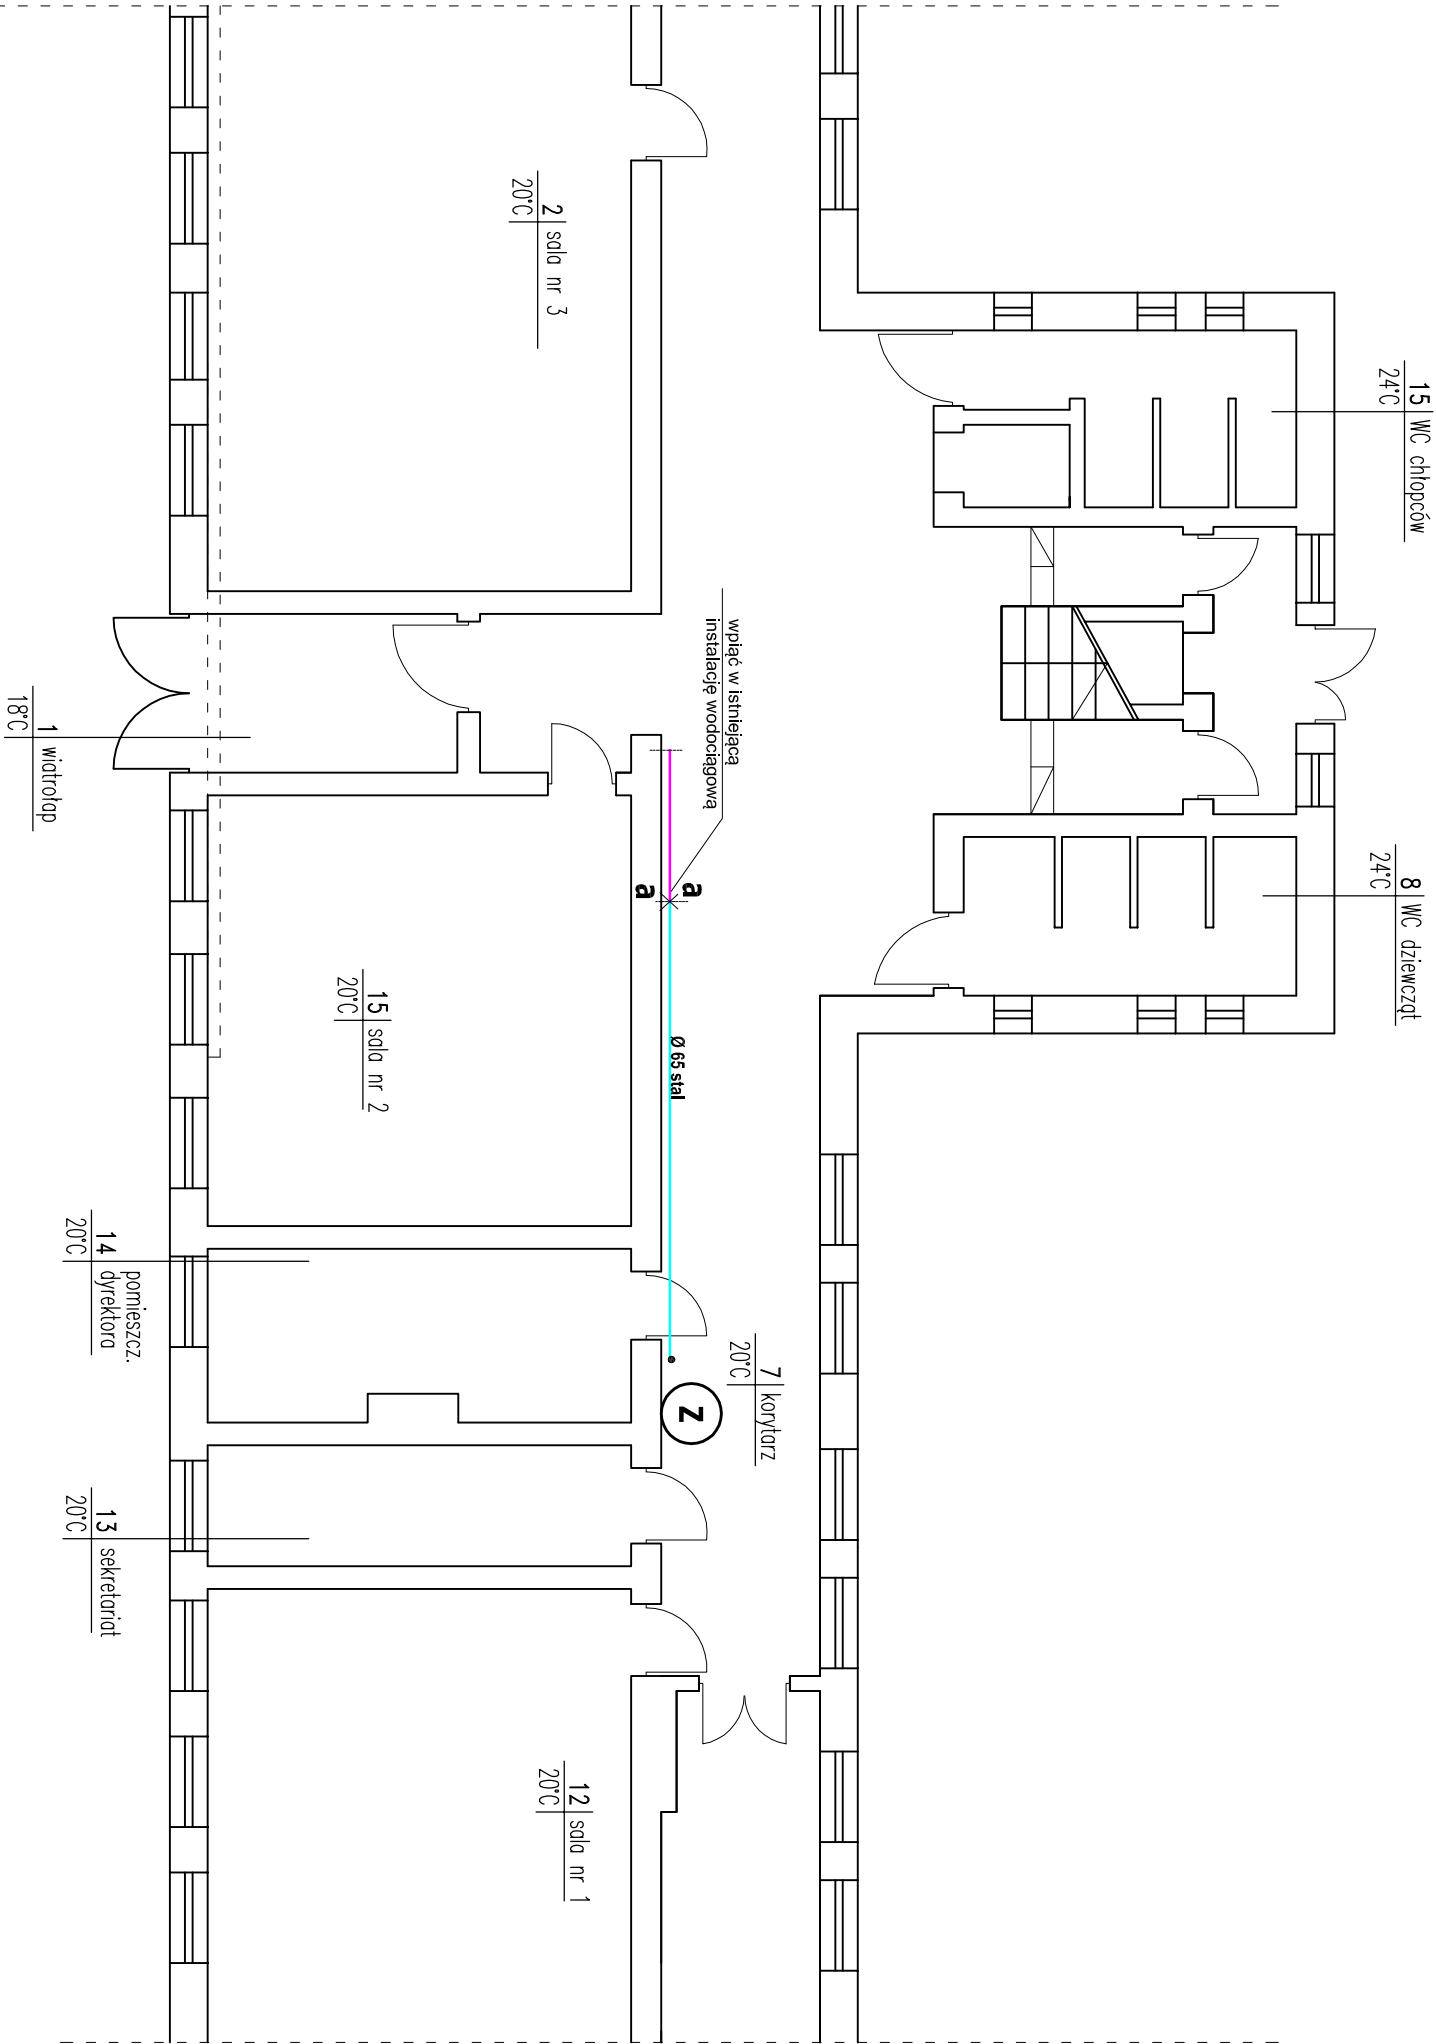 15 WC chłopców
24°C
8 WC dziewcząt
24°C
wpiąć w istniejąca
instalację wodociągową
a
a
Ø 65 stal
Z
7 korytarz
20°C
2 sala nr 3
20°C
15 sala nr 2
20°C
12 sala nr 1
20°C
1 wiatrołap
18°C
pomieszcz.
14 dyrektora
20°C
13 sekretariat
20°C